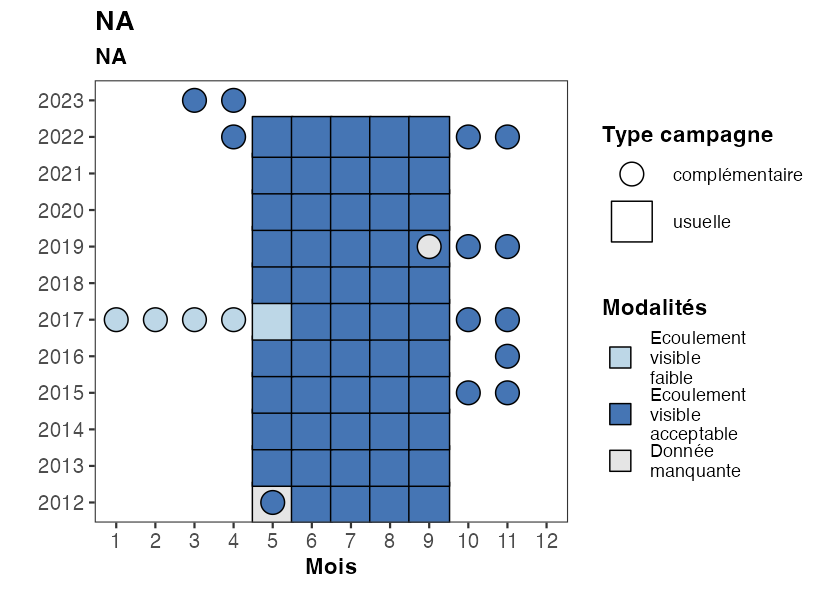 NA
NA
2023
2022
2021
2020
2019
2018
2017
2016
2015
2014
2013
2012
1 2 3 4 5 6 7 8 9 10 11 12
Mois
Type campagne
complémentaire
usuelle
Modalités
Ecoulement
visible
faible
Ecoulement
visible
acceptable
Donnée
manquante